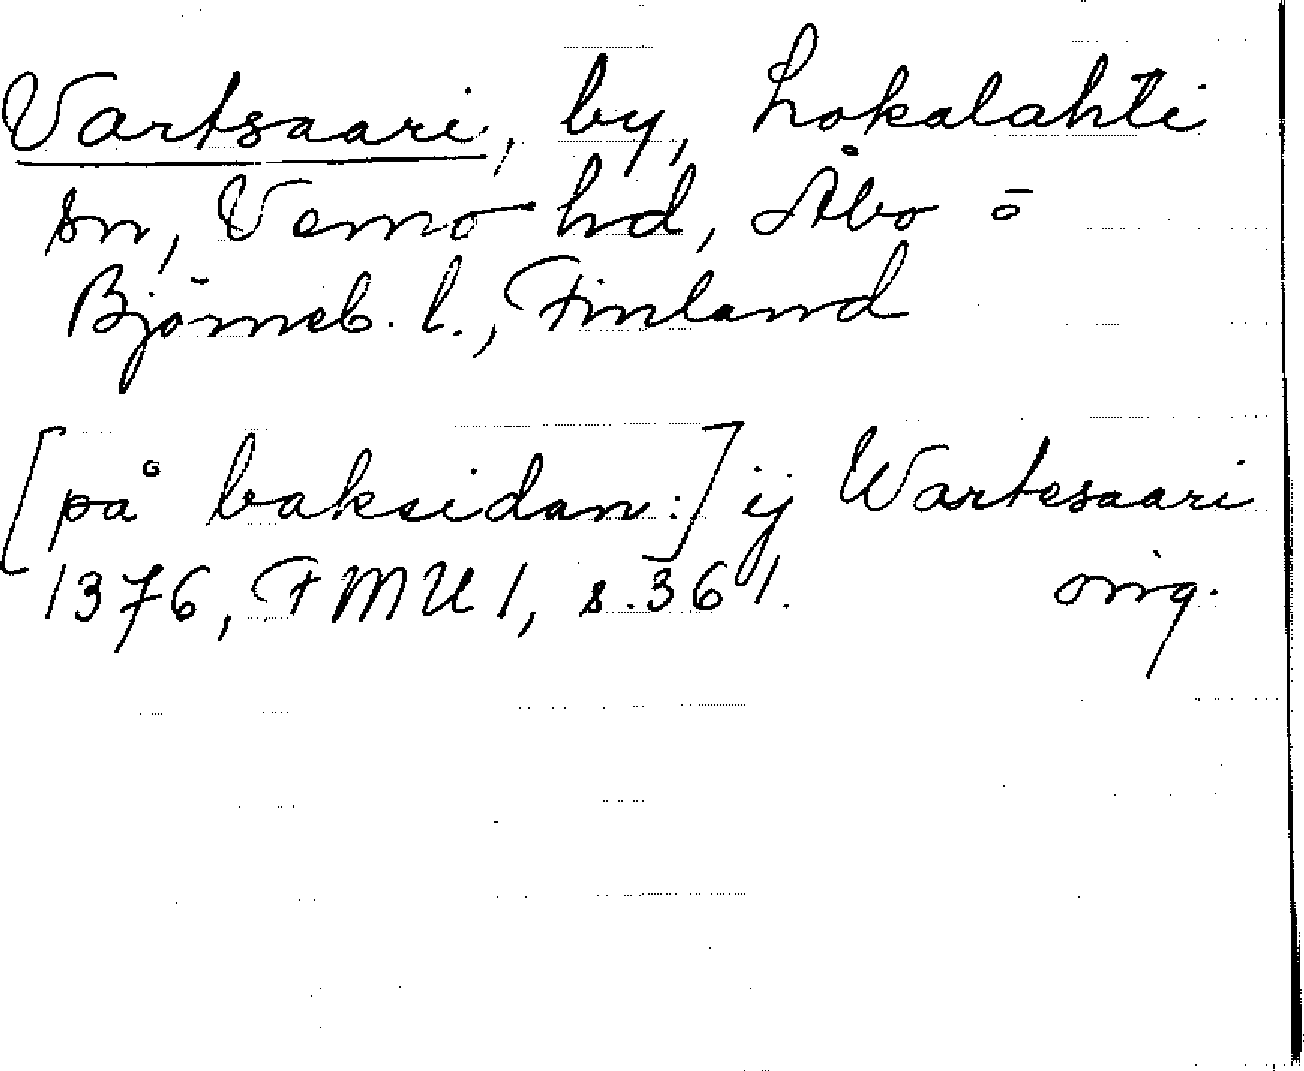 Vartsaari, by, Lokalahti
sn, Vemo hd, Åbo o
Björneb. l., Finland
[på baksidan:] ij Wartesaari
1376, FMU 1, s. 361. orig.